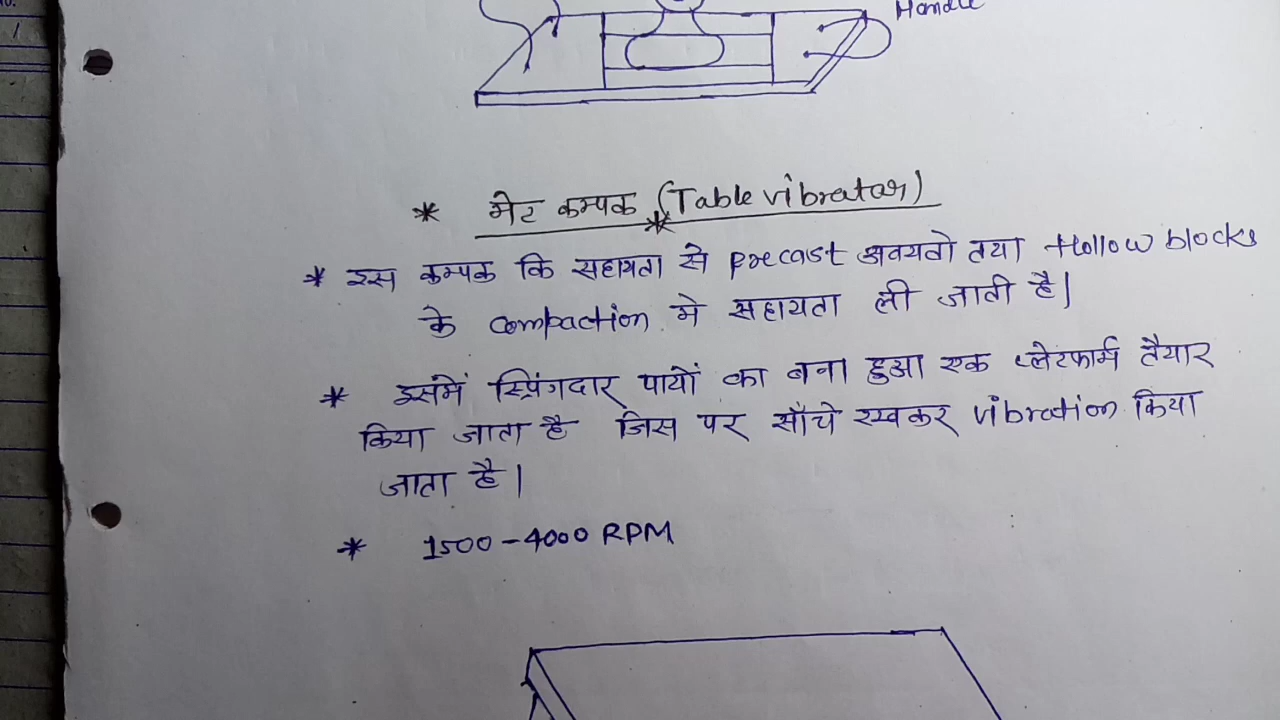 Handle
* मेट कम्पक (Table vibrator)
* इस कम्पक कि सहायता से precast अवयवो तथा Hollow blocks
के compaction मे सहायता ली जाती है|
* इसमें स्प्रिंगदार पायों का बना हुआ एक प्लेटफार्म तैयार
किया जाता है जिस पर साँचे रखकर vibration किया
जाता है|
* 1500-4000 RPM